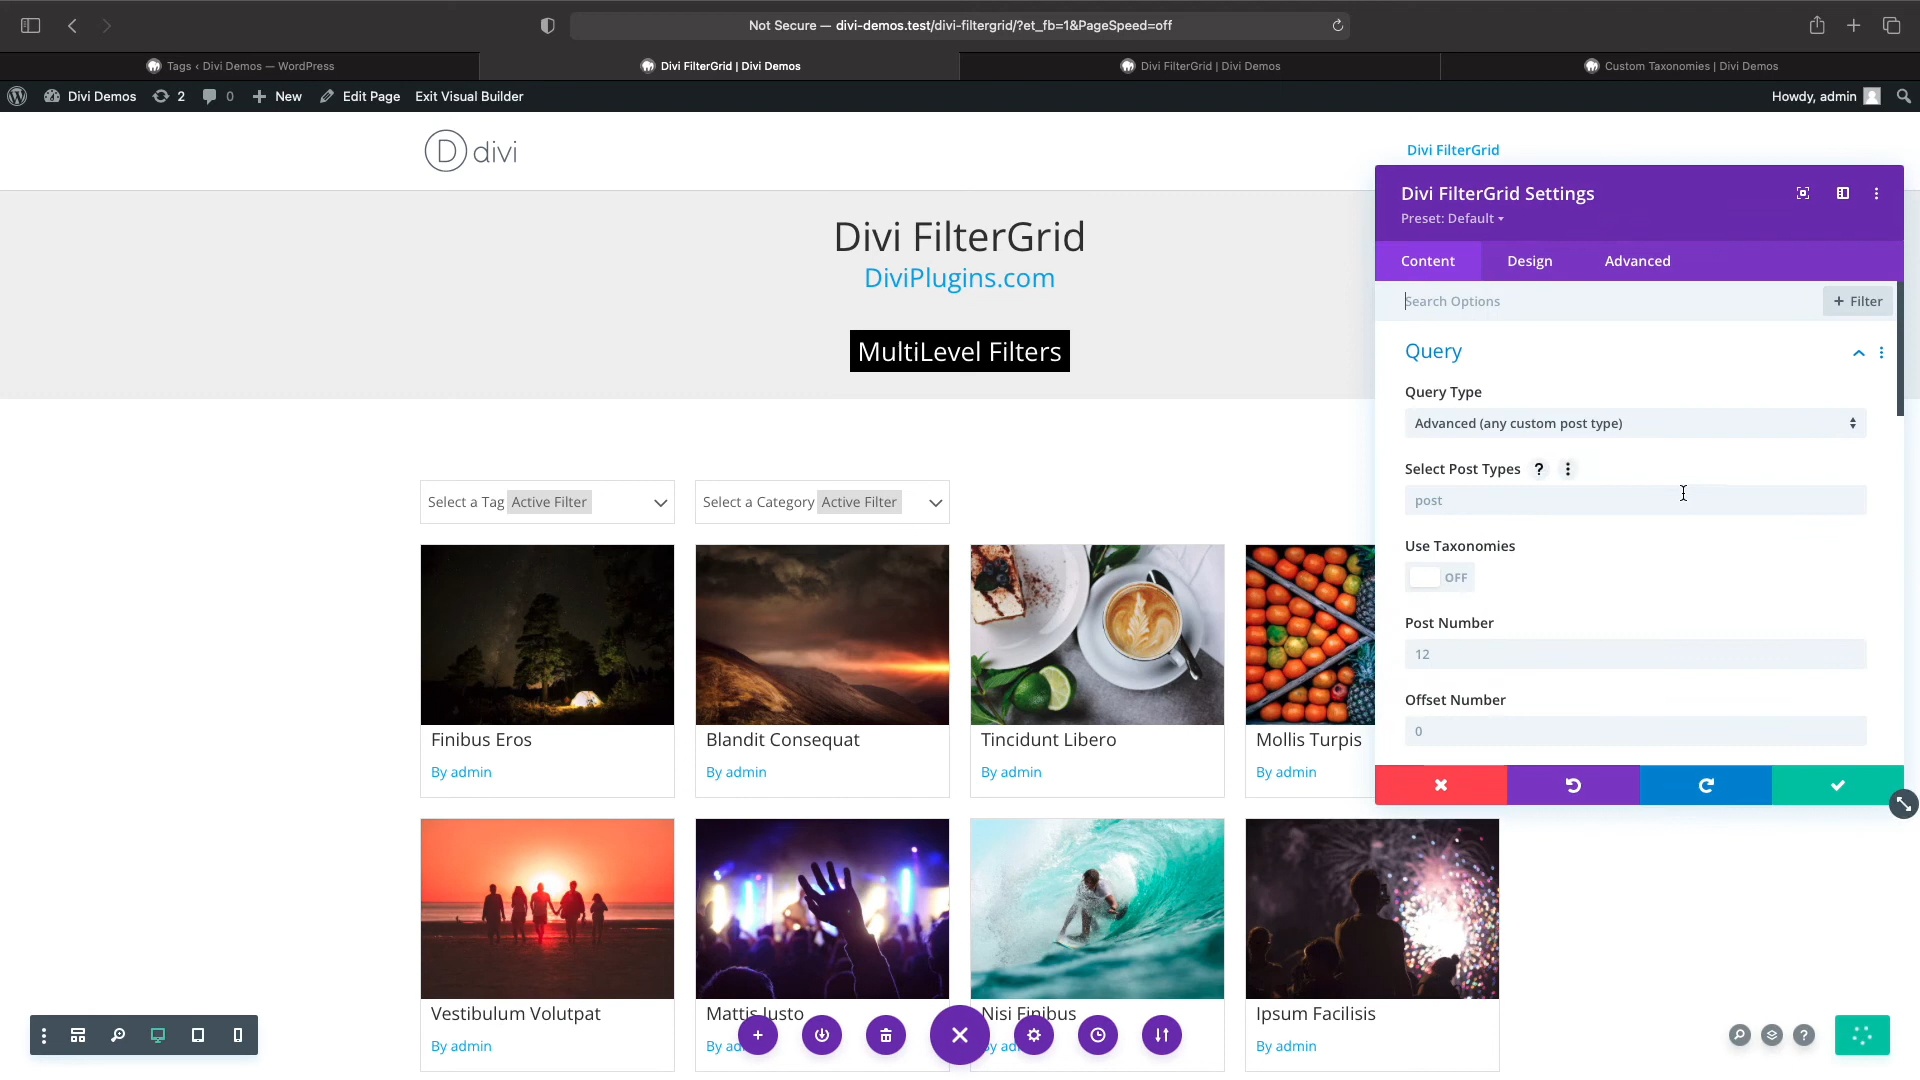 Not Secure — divi-demos.test/divi-filtergrid/?et_fb=1&PageSpeed=off
Tags ‹ Divi Demos — WordPress
Divi FilterGrid | Divi Demos
Divi FilterGrid | Divi Demos
Custom Taxonomies | Divi Demos
Divi Demos 2 0 New Edit Page Exit Visual Builder Howdy, admin
D divi
Divi FilterGrid
Divi FilterGrid
DiviPlugins.com
MultiLevel Filters
Divi FilterGrid Settings
Preset: Default
Content Design Advanced
Search Options + Filter
Query
Query Type
Advanced (any custom post type)
Select Post Types ?
post
Use Taxonomies
OFF
Post Number
12
Offset Number
0
Select a Tag Active Filter
Select a Category Active Filter
Finibus Eros
By admin
Blandit Consequat
By admin
Tincidunt Libero
By admin
Mollis Turpis
By admin
Vestibulum Volutpat
By admin
Mattis Justo
By ad
Nisi Finibus
By ad
Ipsum Facilisis
By admin